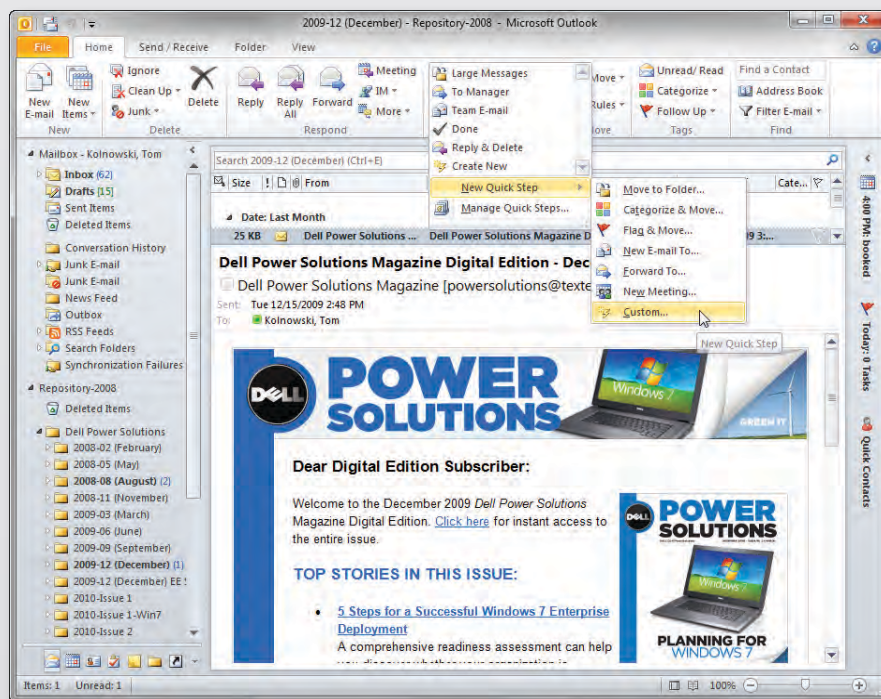 2009-12 (December) - Repository-2008 - Microsoft Outlook
File Home Send / Receive Folder View
New E-mail
New Items
New
Ignore
Clean Up
Junk
Delete
Delete
Reply
Reply All
Forward
Meeting
IM
More
Respond
Large Messages
To Manager
Team E-mail
Done
Reply & Delete
Create New
New Quick Step
Manage Quick Steps...
Move
Rules
Unread/ Read
Categorize
Follow Up
Tags
Find a Contact
Address Book
Filter E-mail
Find
Move to Folder...
Categorize & Move...
Flag & Move...
New E-mail To...
Forward To...
New Meeting...
Custom...
New Quick Step
Mailbox - Kolnowski, Tom
Inbox (62)
Drafts [15]
Sent Items
Deleted Items
Conversation History
Junk E-mail
Junk E-mail
News Feed
Outbox
RSS Feeds
Search Folders
Synchronization Failures
Repository-2008
Deleted Items
Dell Power Solutions
2008-02 (February)
2008-05 (May)
2008-08 (August) (2)
2008-11 (November)
2009-03 (March)
2009-06 (June)
2009-09 (September)
2009-12 (December) (1)
2009-12 (December) EE
2010-Issue 1
2010-Issue 1-Win7
2010-Issue 2
Search 2009-12 (December) (Ctrl+E)
Size ! From Cate...
Date: Last Month
25 KB Dell Power Solutions ... Dell Power Solutions Magazine D 9 3:...
Dell Power Solutions Magazine Digital Edition - Dec
Dell Power Solutions Magazine [powersolutions@texte
Sent: Tue 12/15/2009 2:48 PM
To: Kolnowski, Tom
DELL POWER SOLUTIONS
Windows 7
GREEN IT
Dear Digital Edition Subscriber:
Welcome to the December 2009 Dell Power Solutions
Magazine Digital Edition. Click here for instant access to
the entire issue.
TOP STORIES IN THIS ISSUE:
• 5 Steps for a Successful Windows 7 Enterprise
Deployment
A comprehensive readiness assessment can help
DELL POWER SOLUTIONS
Windows 7
PLANNING FOR
WINDOWS 7
4:00 PM: booked
Today: 0 Tasks
Quick Contacts
Items: 1 Unread: 1
100%